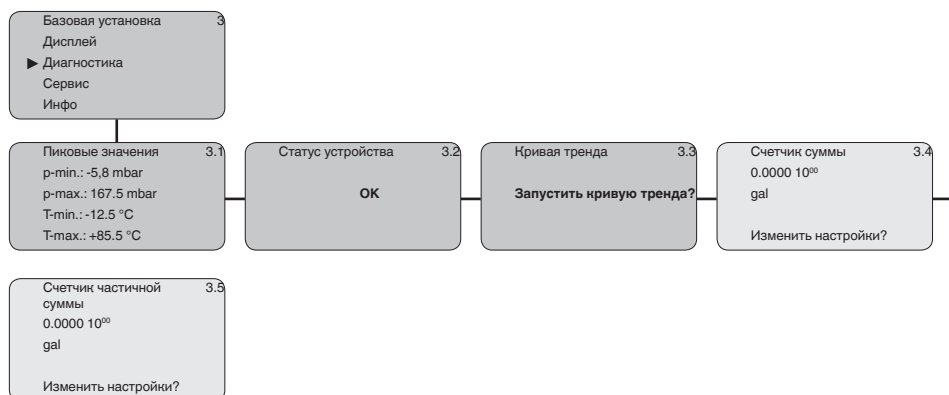 Базовая установка 3
Дисплей
▶ Диагностика
Сервис
Инфо
Пиковые значения 3.1
p-min.: -5,8 mbar
p-max.: 167.5 mbar
T-min.: -12.5 °C
T-max.: +85.5 °C
Статус устройства 3.2
OK
Кривая тренда 3.3
Запустить кривую тренда?
Счетчик суммы 3.4
0.0000 10⁰⁰
gal
Изменить настройки?
Счетчик частичной 3.5
суммы
0.0000 10⁰⁰
gal
Изменить настройки?